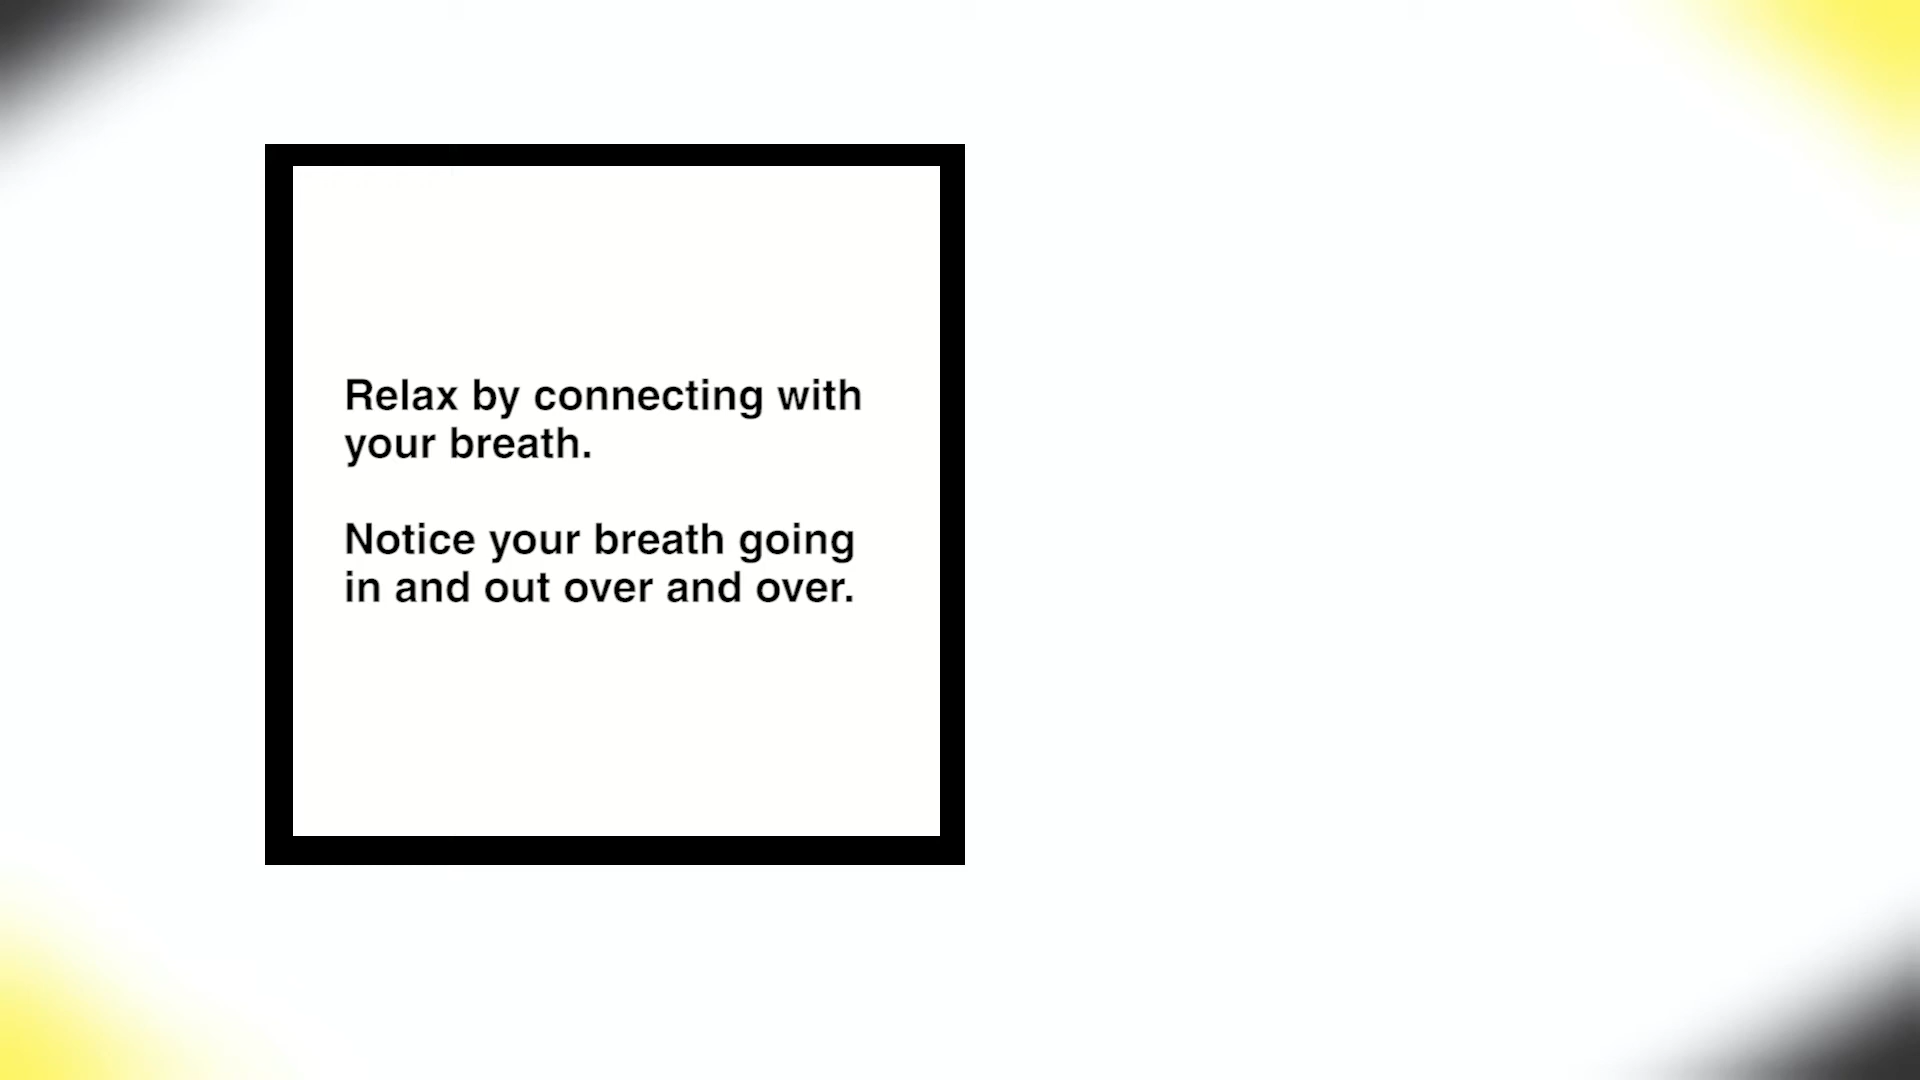 Relax by connecting with
your breath.
Notice your breath going
in and out over and over.